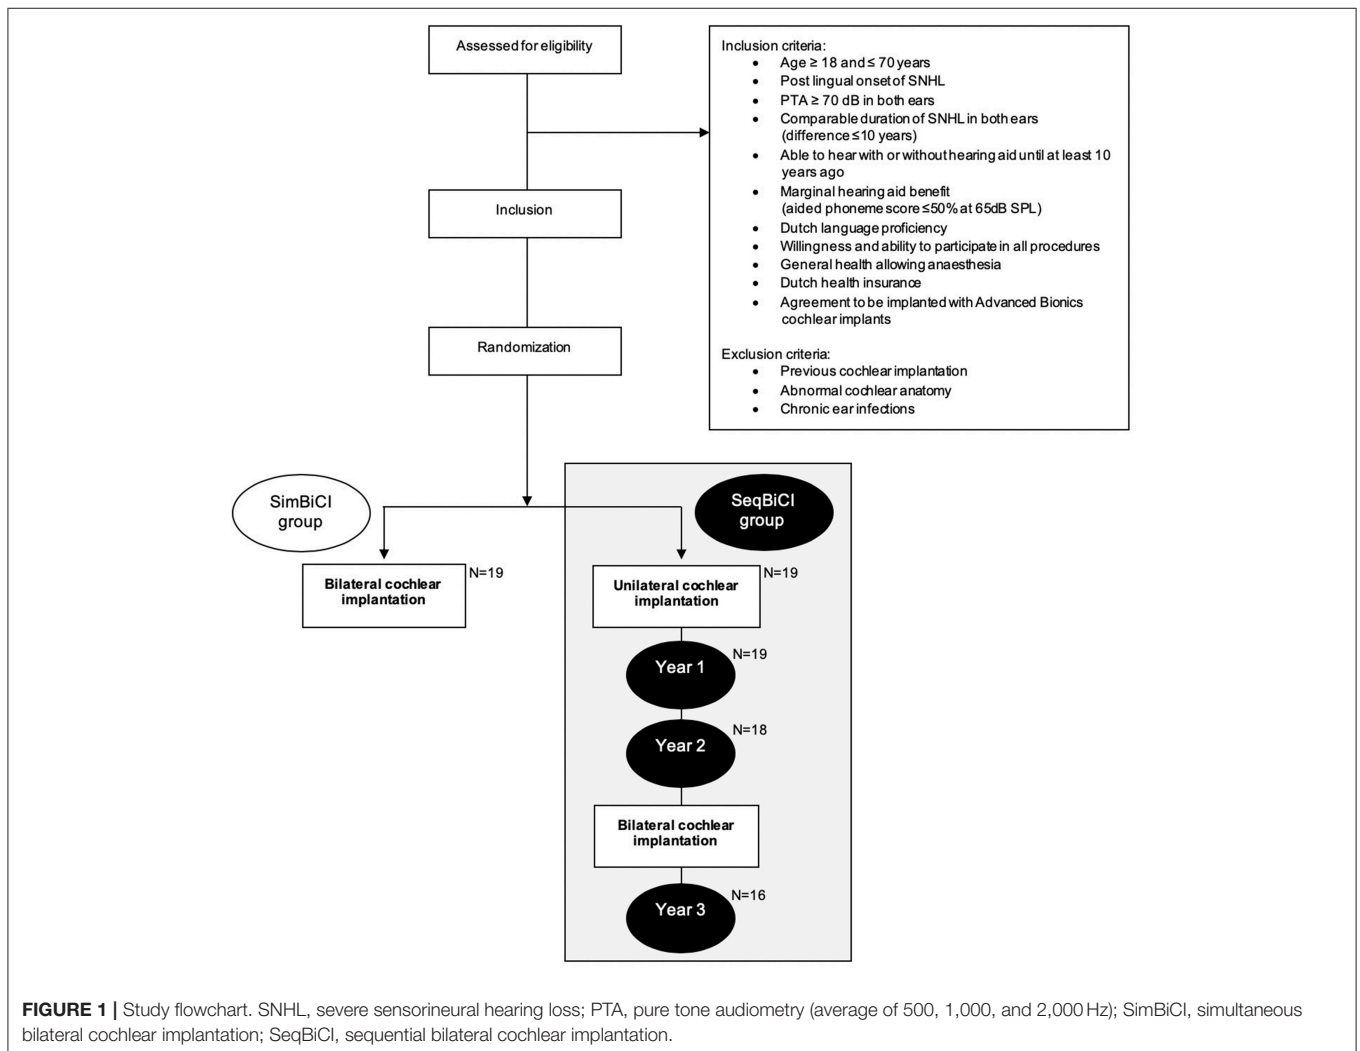 Assessed for eligibility
Inclusion criteria:
• Age ≥ 18 and ≤ 70 years
• Post lingual onset of SNHL
• PTA ≥ 70 dB in both ears
• Comparable duration of SNHL in both ears
(difference ≤10 years)
• Able to hear with or without hearing aid until at least 10
years ago
• Marginal hearing aid benefit
(aided phoneme score ≤50% at 65dB SPL)
• Dutch language proficiency
• Willingness and ability to participate in all procedures
• General health allowing anaesthesia
• Dutch health insurance
• Agreement to be implanted with Advanced Bionics
cochlear implants
Exclusion criteria:
• Previous cochlear implantation
• Abnormal cochlear anatomy
• Chronic ear infections
Inclusion
Randomization
SimBiCI
group
SeqBiCI
group
Bilateral cochlear
implantation
N=19
Unilateral cochlear
implantation
N=19
Year 1
N=19
Year 2
N=18
Bilateral cochlear
implantation
Year 3
N=16
FIGURE 1 | Study flowchart. SNHL, severe sensorineural hearing loss; PTA, pure tone audiometry (average of 500, 1,000, and 2,000 Hz); SimBiCI, simultaneous
bilateral cochlear implantation; SeqBiCI, sequential bilateral cochlear implantation.